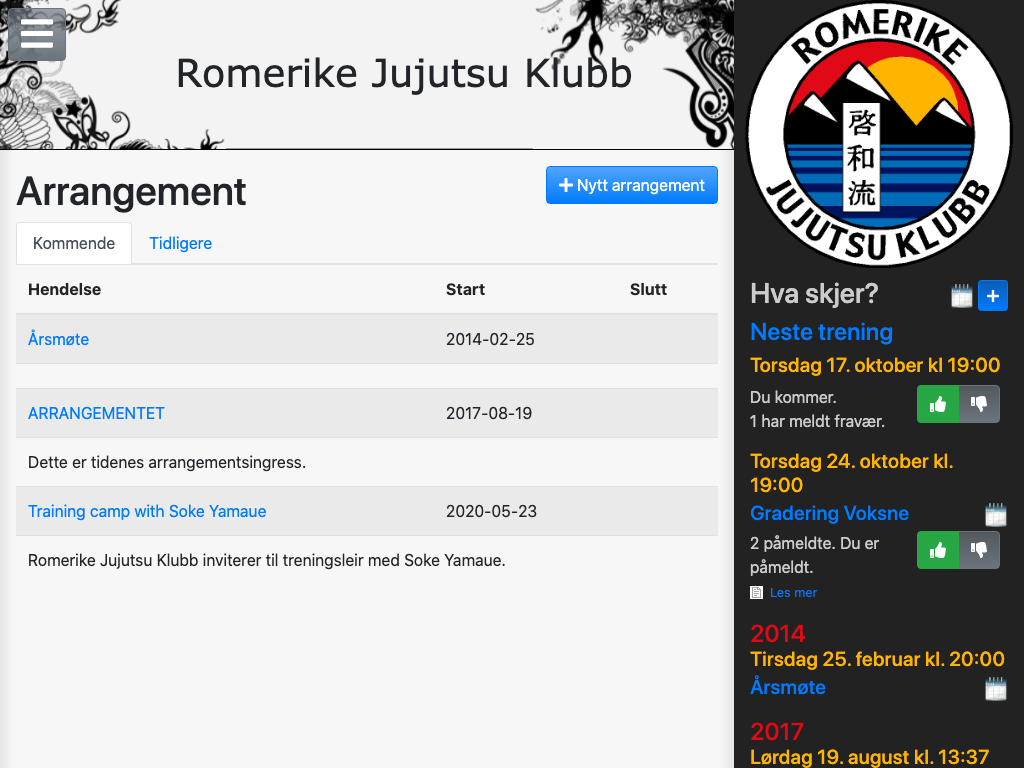 Romerike Jujutsu Klubb
Arrangement
Nytt arrangement
Kommende
Tidligere
Hendelse Start Slutt
Årsmøte 2014-02-25
ARRANGEMENTET 2017-08-19
Dette er tidenes arrangementsingress.
Training camp with Soke Yamaue 2020-05-23
Romerike Jujutsu Klubb inviterer til treningsleir med Soke Yamaue.
ROMERIKE
啓和流
JUJUTSU KLUBB
Hva skjer?
Neste trening
Torsdag 17. oktober kl 19:00
Du kommer.
1 har meldt fravær.
Torsdag 24. oktober kl.
19:00
Gradering Voksne
2 påmeldte. Du er
påmeldt.
Les mer
2014
Tirsdag 25. februar kl. 20:00
Årsmøte
2017
Lørdag 19. august kl. 13:37